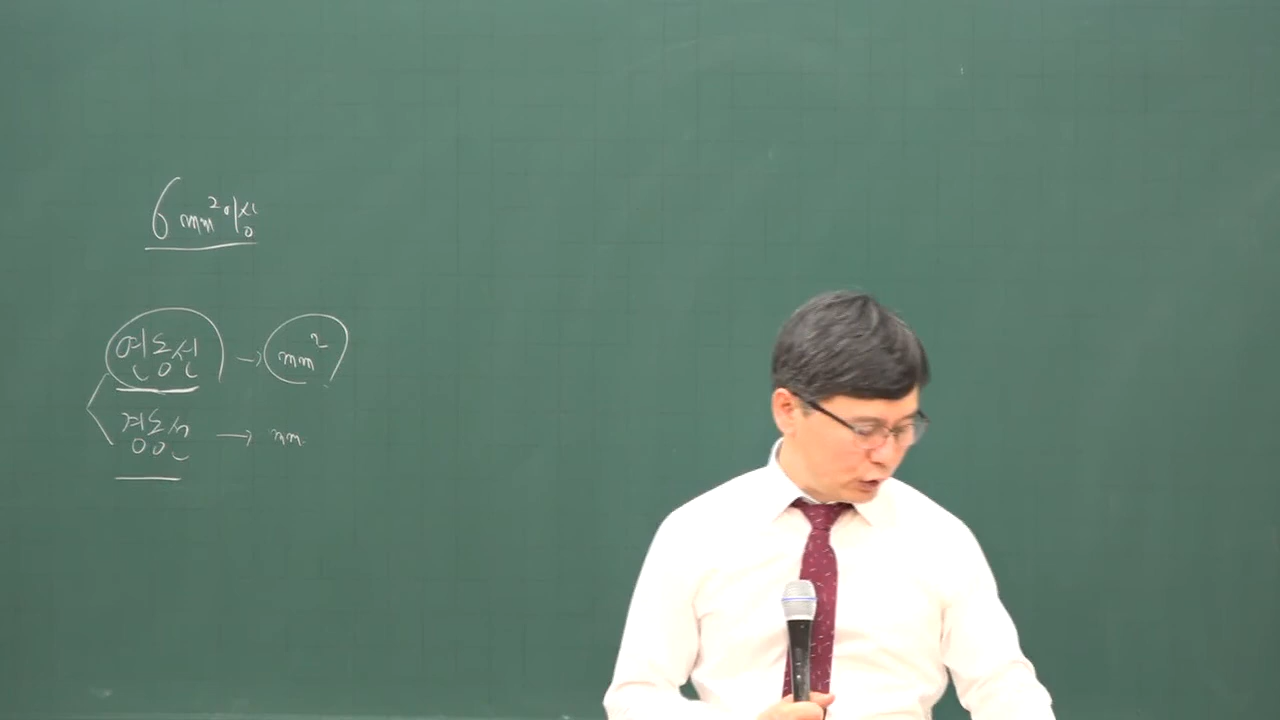 6mm² 이상
연동선 → mm²
경동선 → mm